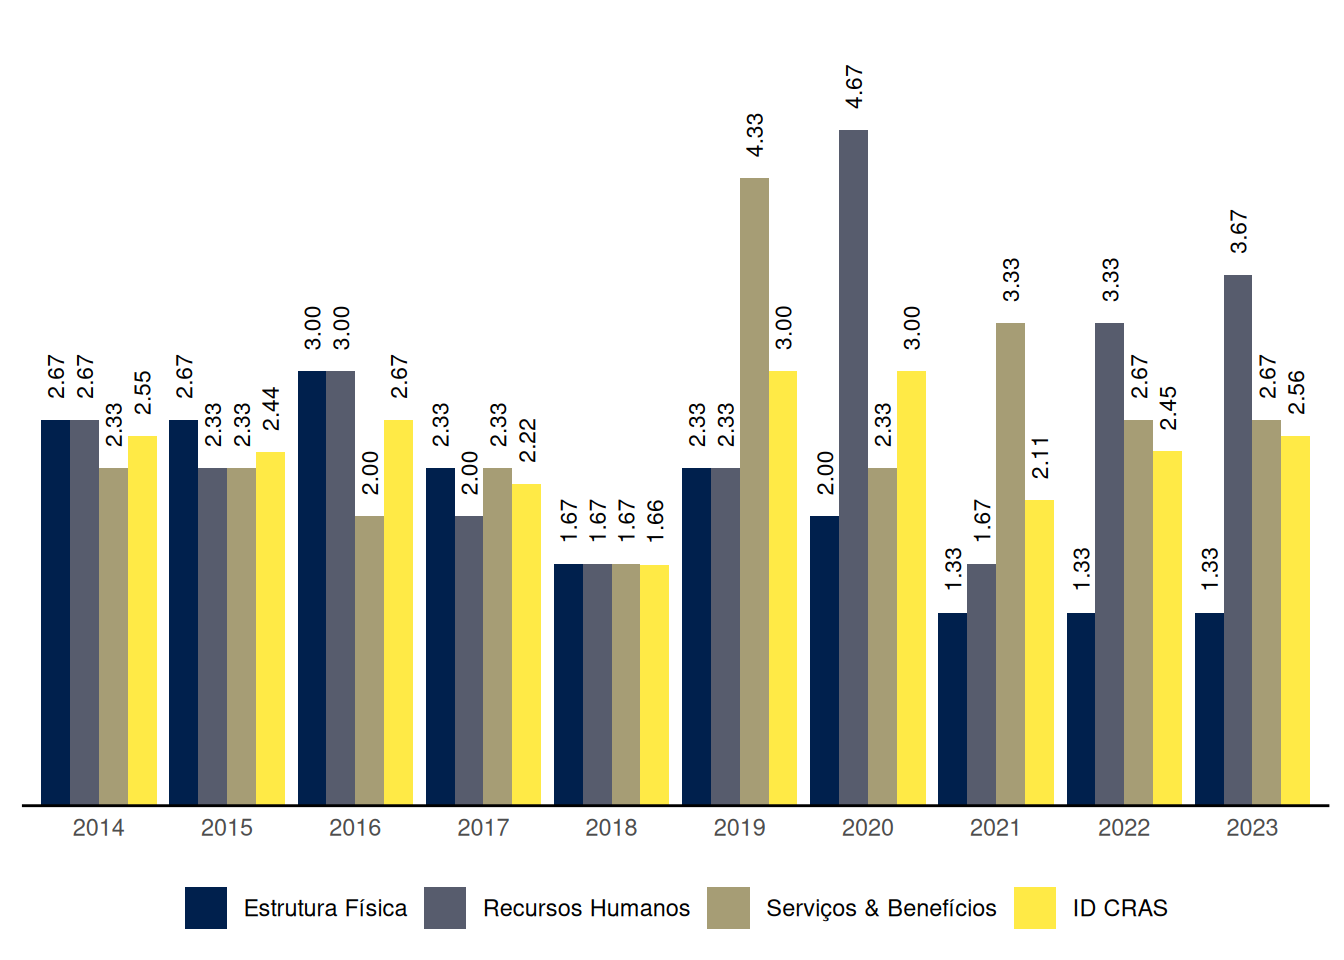 2.67 2.67 2.33 2.55
2.67 2.33 2.33 2.44
3.00 3.00 2.00 2.67
2.33 2.00 2.33 2.22
1.67 1.67 1.67 1.66
2.33 2.33 4.33 3.00
2.00 4.67 2.33 3.00
1.33 1.67 3.33 2.11
1.33 3.33 2.67 2.45
1.33 3.67 2.67 2.56
2014 2015 2016 2017 2018 2019 2020 2021 2022 2023
Estrutura Física Recursos Humanos Serviços & Benefícios ID CRAS